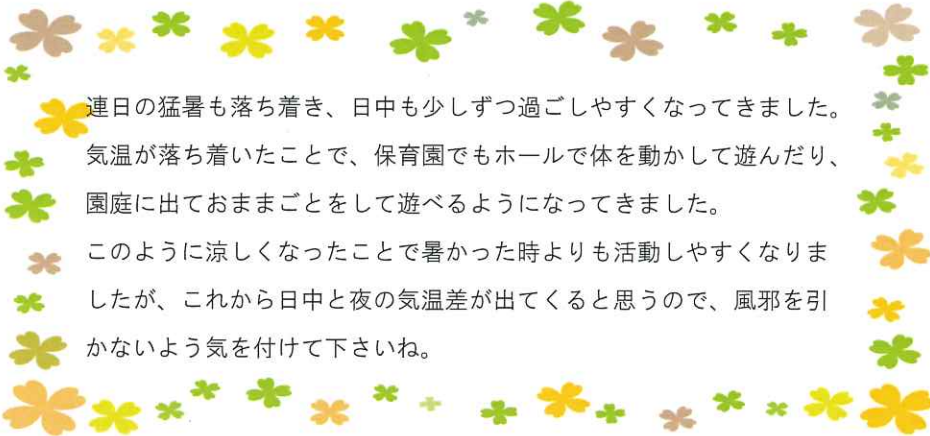 連日の猛暑も落ち着き、日中も少しずつ過ごしやすくなってきました。
気温が落ち着いたことで、保育園でもホールで体を動かして遊んだり、
園庭に出ておままごとをして遊べるようになってきました。
このように涼しくなったことで暑かった時よりも活動しやすくなりま
したが、これから日中と夜の気温差が出てくると思うので、風邪を引
かないよう気を付けて下さいね。